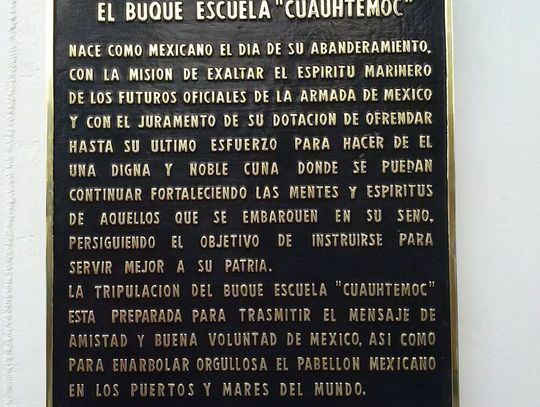 EL BUQUE ESCUELA "CUAUHTEMOC"
NACE COMO MEXICANO EL DIA DE SU ABANDERAMIENTO,
CON LA MISION DE EXALTAR EL ESPIRITU MARINERO
DE LOS FUTUROS OFICIALES DE LA ARMADA DE MEXICO
Y CON EL JURAMENTO DE SU DOTACION DE OFRENDAR
HASTA SU ULTIMO ESFUERZO PARA HACER DE EL
UNA DIGNA Y NOBLE CUNA DONDE SE PUEDAN
CONTINUAR FORTALECIENDO LAS MENTES Y ESPIRITUS
DE AQUELLOS QUE SE EMBARQUEN EN SU SENO,
PERSIGUIENDO EL OBJETIVO DE INSTRUIRSE PARA
SERVIR MEJOR A SU PATRIA.
LA TRIPULACION DEL BUQUE ESCUELA "CUAUHTEMOC"
ESTA PREPARADA PARA TRASMITIR EL MENSAJE DE
AMISTAD Y BUENA VOLUNTAD DE MEXICO, ASI COMO
PARA ENARBOLAR ORGULLOSA EL PABELLON MEXICANO
EN LOS PUERTOS Y MARES DEL MUNDO.